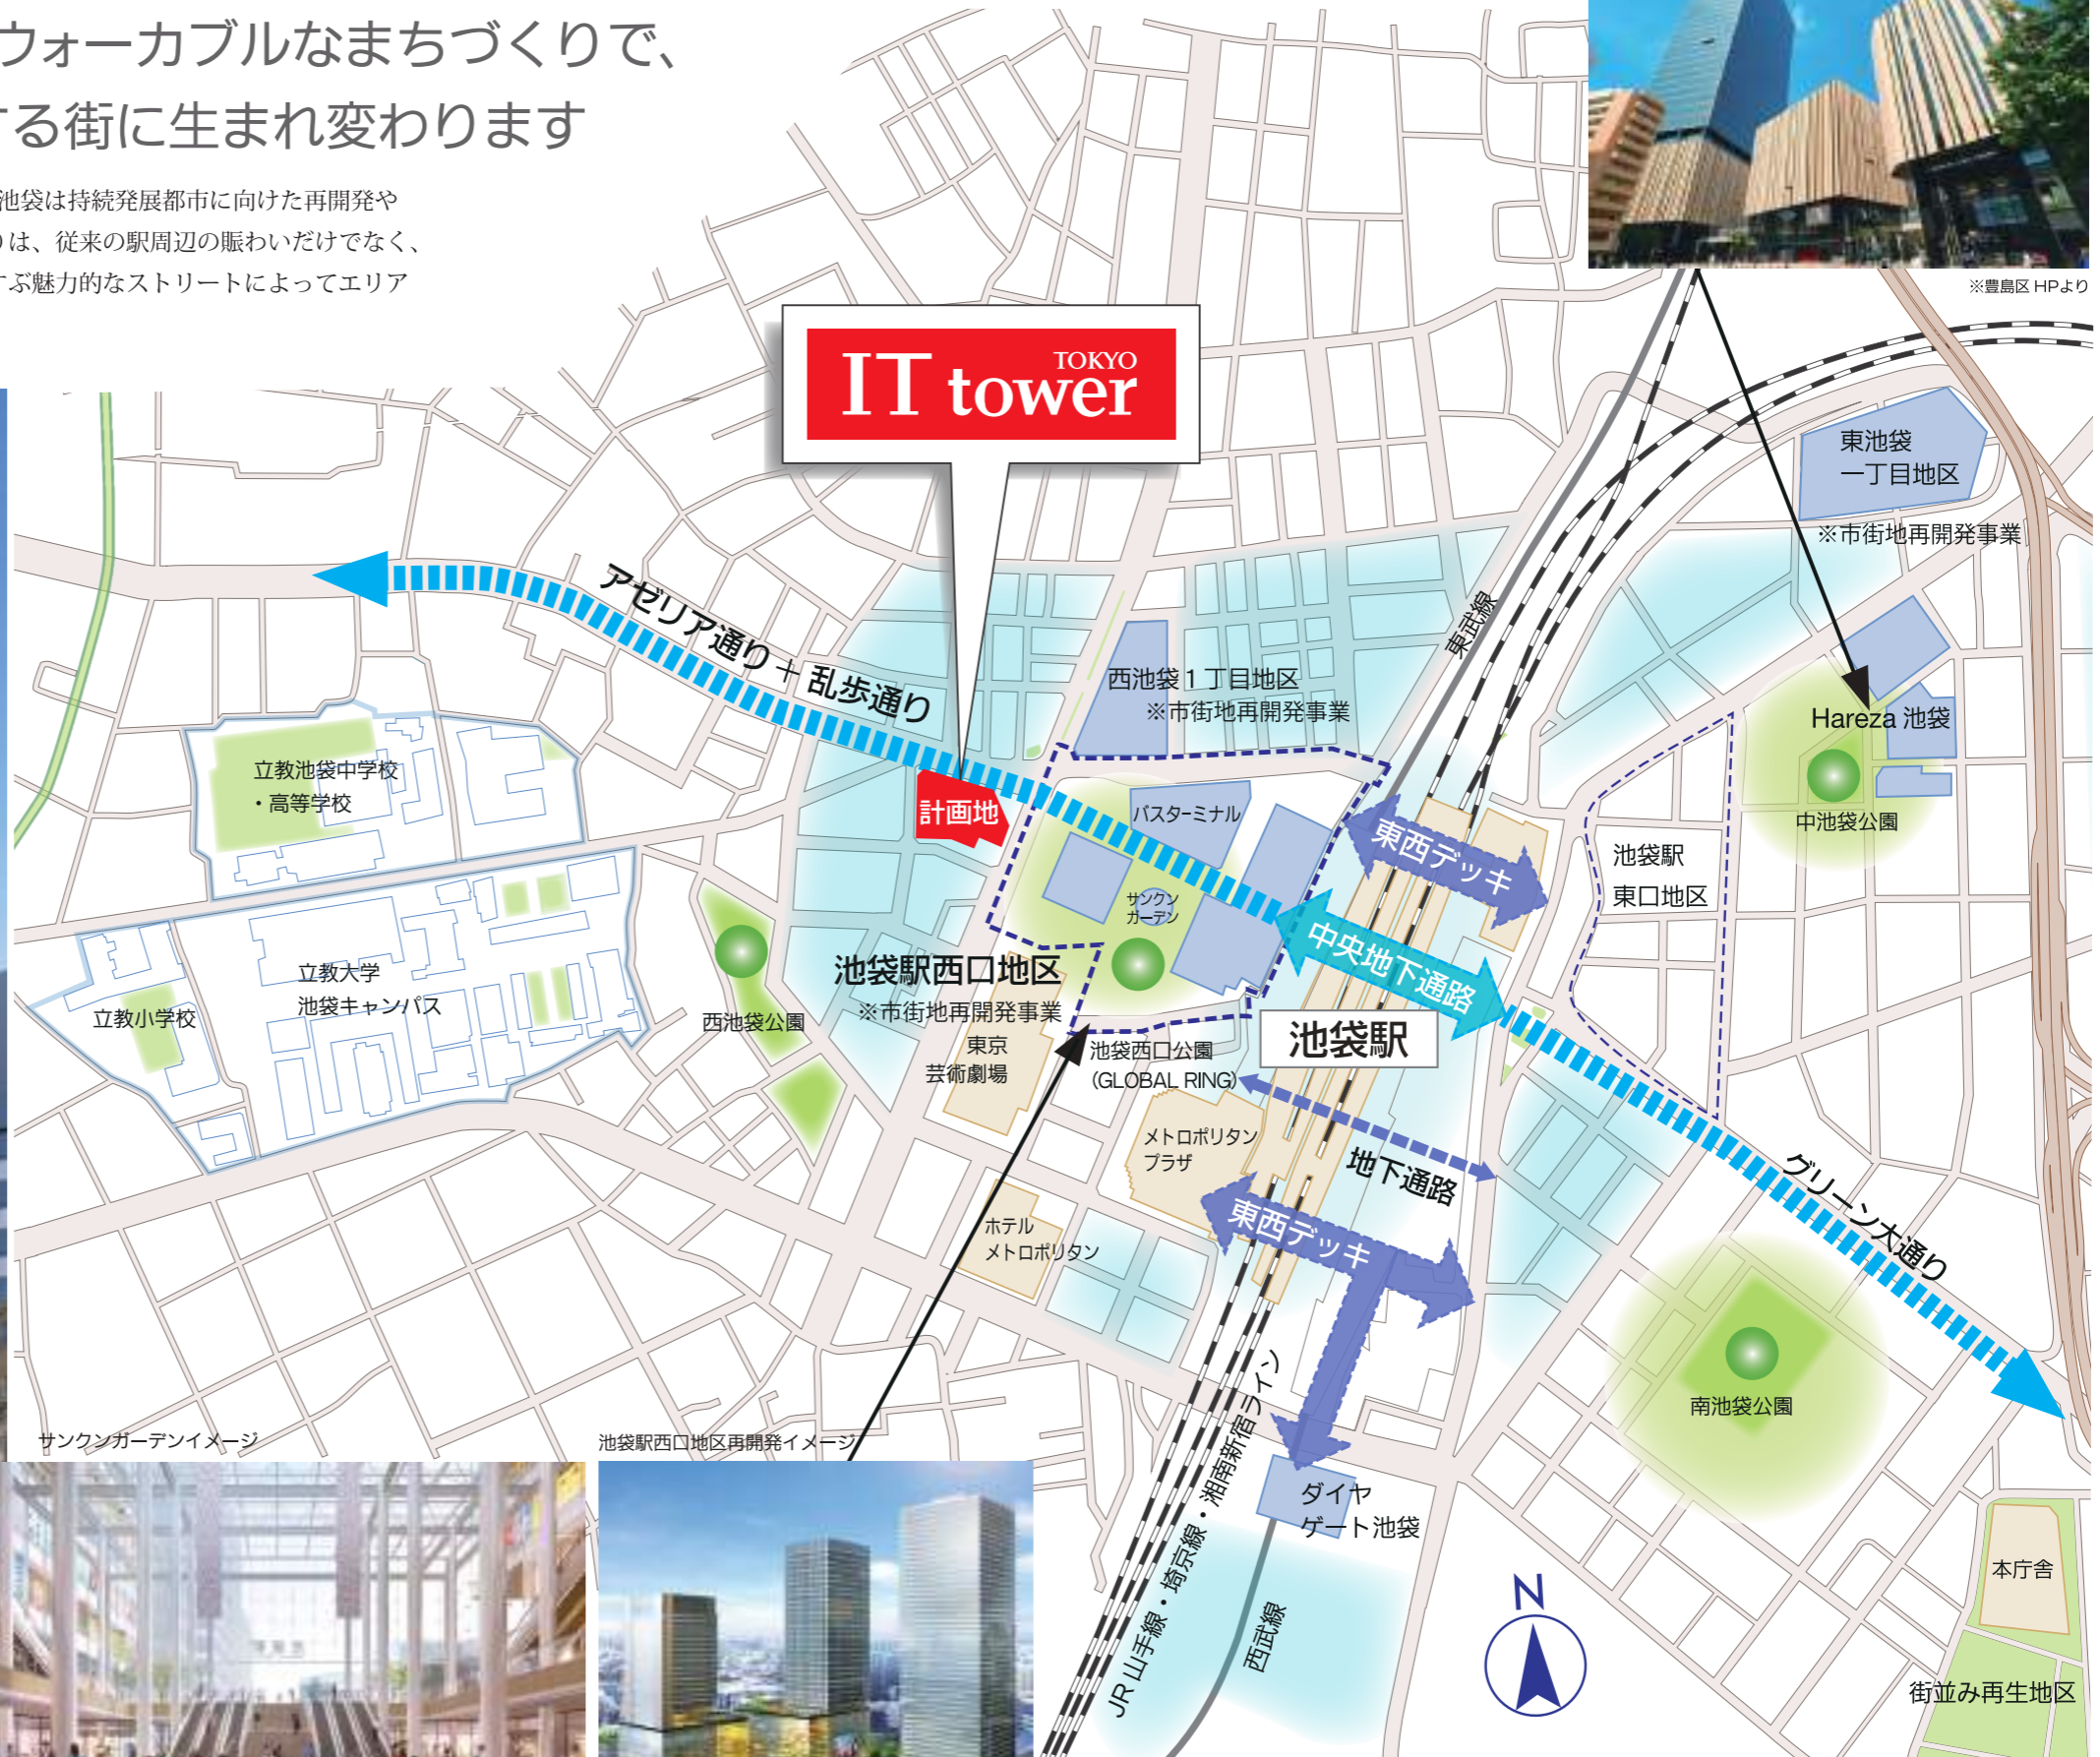 ウォーカブルなまちづくりで、
する街に生まれ変わります
池袋は持続発展都市に向けた再開発や
りは、従来の駅周辺の賑わいだけでなく、
すぶ魅力的なストリートによってエリア
※豊島区 HPより
IT tower TOKYO
東池袋
一丁目地区
※市街地再開発事業
東武線
アゼリア通り + 乱歩通り
西池袋1丁目地区
※市街地再開発事業
Hareza 池袋
中池袋公園
立教池袋中学校
・高等学校
計画地
バスターミナル
東西デッキ
池袋駅
東口地区
サンクン
ガーデン
中央地下通路
池袋駅西口地区
※市街地再開発事業
立教大学
池袋キャンパス
立教小学校
西池袋公園
東京
芸術劇場
池袋西口公園
(GLOBAL RING)
池袋駅
メトロポリタン
プラザ
地下通路
東西デッキ
グリーン大通り
ホテル
メトロポリタン
南池袋公園
サンクンガーデンイメージ
池袋駅西口地区再開発イメージ
JR山手線・埼京線・湘南新宿ライン
ダイヤ
ゲート池袋
西武線
N
本庁舎
街並み再生地区